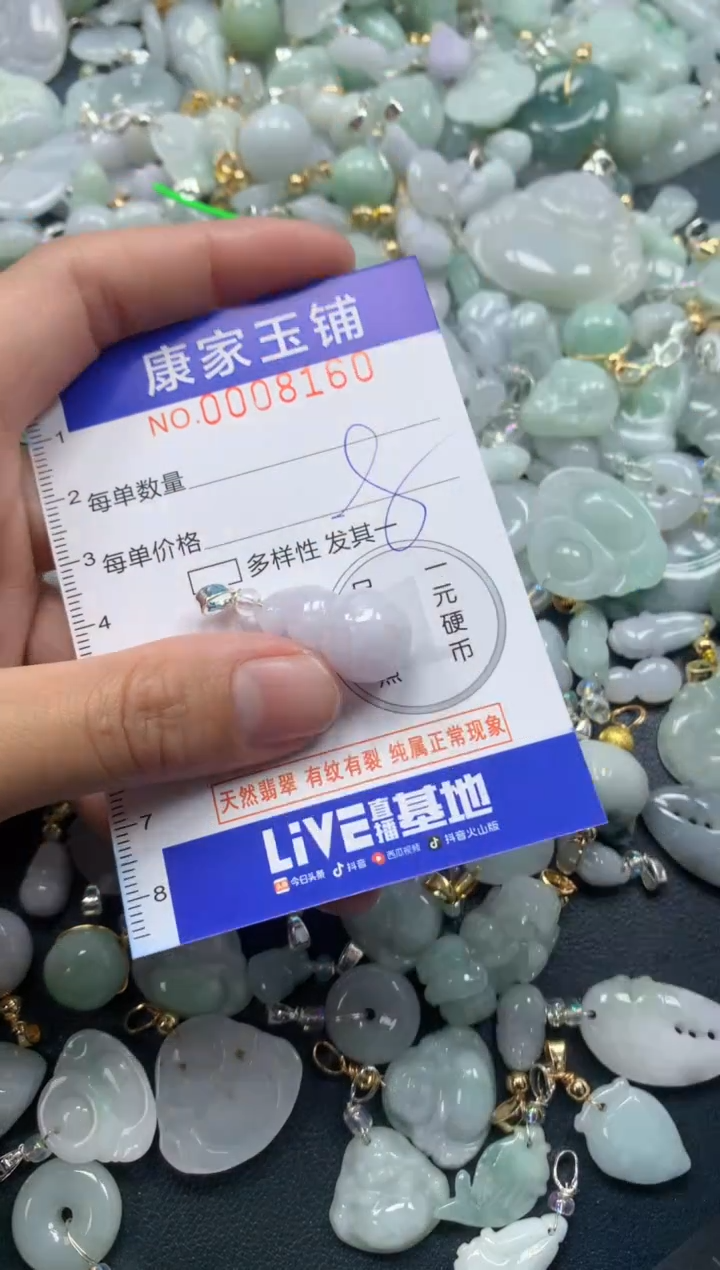 康家玉铺
NO.0008160
1
2 每单数量
8
3 每单价格
多样性 发其一
4
一元硬币
天然翡翠 有纹有裂 纯属正常现象
7
LiVE直播基地
8
今日头条 抖音 西瓜视频 抖音火山版